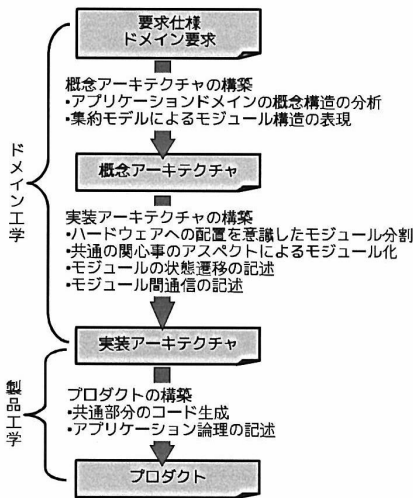 要求仕様
ドメイン要求
概念アーキテクチャの構築
•アプリケーションドメインの概念構造の分析
•集約モデルによるモジュール構造の表現
概念アーキテクチャ
実装アーキテクチャの構築
•ハードウェアへの配置を意識したモジュール分割
•共通の関心事のアスペクトによるモジュール化
•モジュールの状態遷移の記述
•モジュール間通信の記述
実装アーキテクチャ
プロダクトの構築
•共通部分のコード生成
•アプリケーション論理の記述
プロダクト
ドメイン工学
製品工学